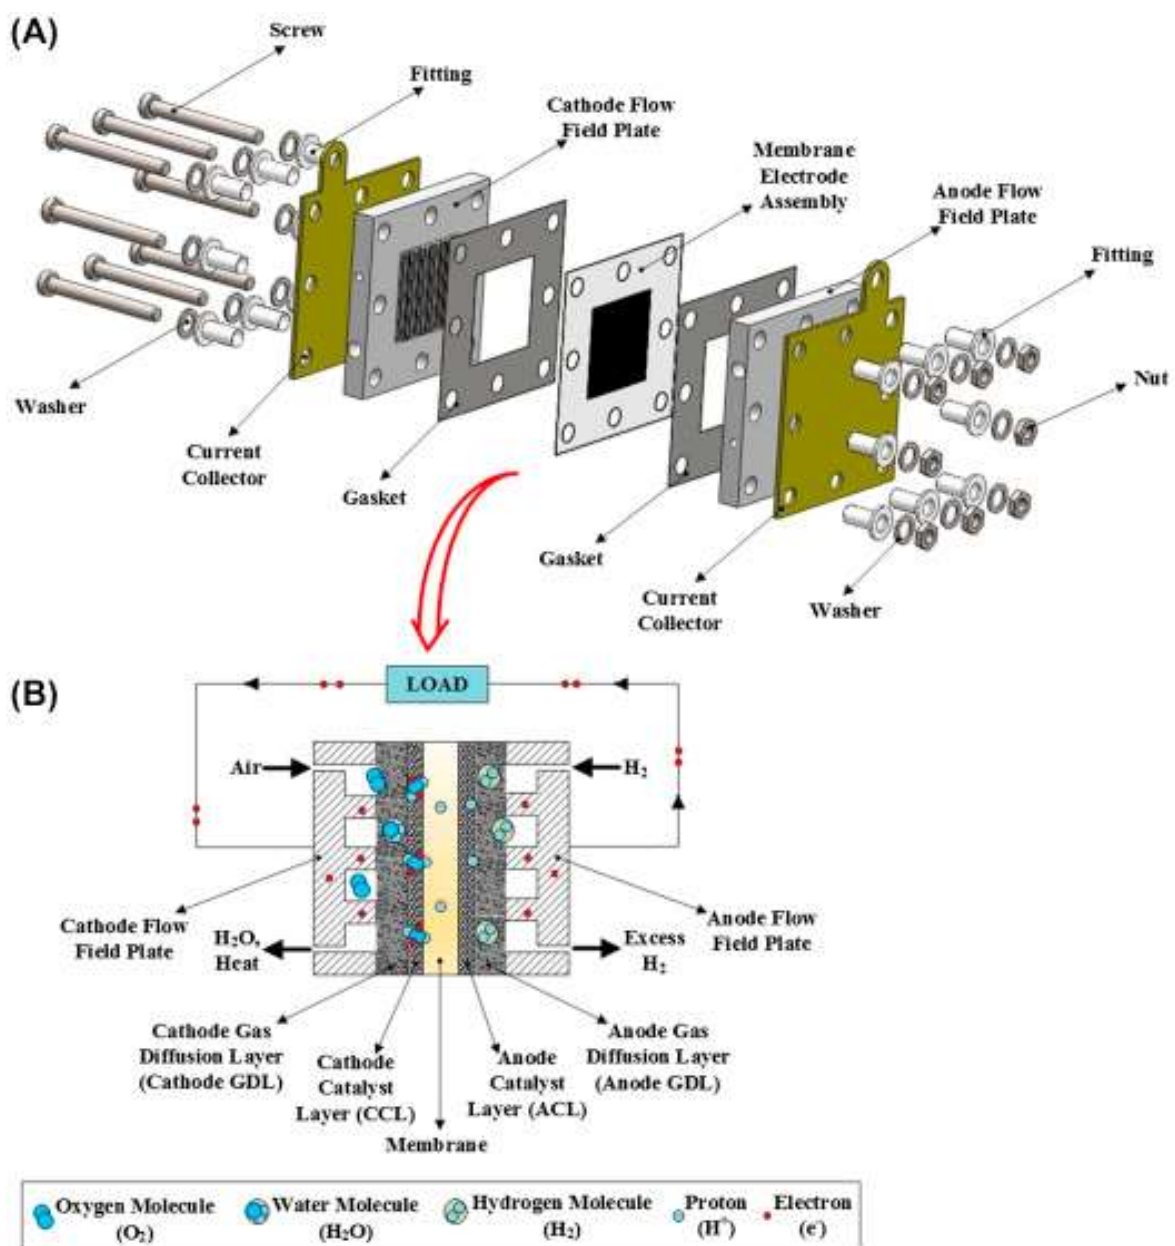 (A)
Screw
Fitting
Cathode Flow
Field Plate
Membrane
Electrode
Assembly
Anode Flow
Field Plate
Fitting
Nut
Washer
Current
Collector
Gasket
Gasket
Current
Collector
Washer
(B)
LOAD
Air
H₂
Cathode Flow
Field Plate
Anode Flow
Field Plate
H₂O,
Heat
Excess
H₂
Cathode Gas
Diffusion Layer
(Cathode GDL)
Cathode
Catalyst
Layer (CCL)
Membrane
Anode
Catalyst
Layer (ACL)
Anode Gas
Diffusion Layer
(Anode GDL)
Oxygen Molecule
(O₂)
Water Molecule
(H₂O)
Hydrogen Molecule
(H₂)
Proton
(H⁺)
Electron
(e⁻)